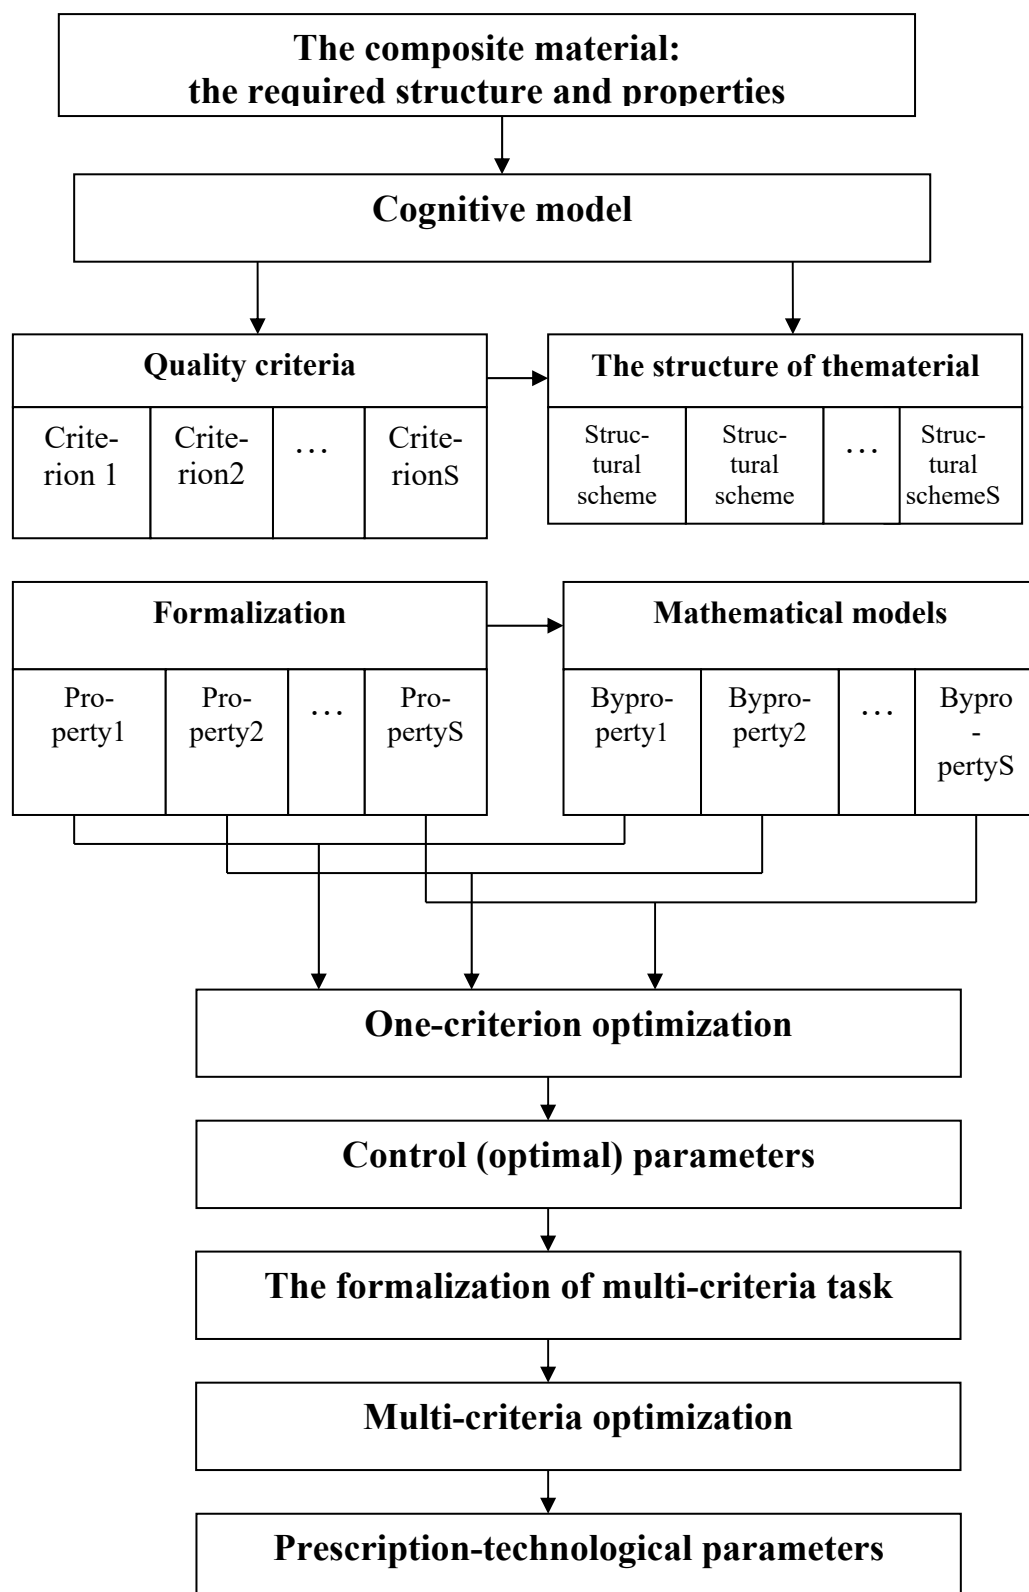 The composite material:
the required structure and properties
Cognitive model
Quality criteria
Crite-
rion 1
Crite-
rion2
...
Crite-
rionS
The structure of thematerial
Struc-
tural
scheme
Struc-
tural
scheme
...
Struc-
tural
schemeS
Formalization
Pro-
perty1
Pro-
perty2
...
Pro-
pertyS
Mathematical models
Bypro-
perty1
Bypro-
perty2
...
Bypro
-
pertyS
One-criterion optimization
Control (optimal) parameters
The formalization of multi-criteria task
Multi-criteria optimization
Prescription-technological parameters